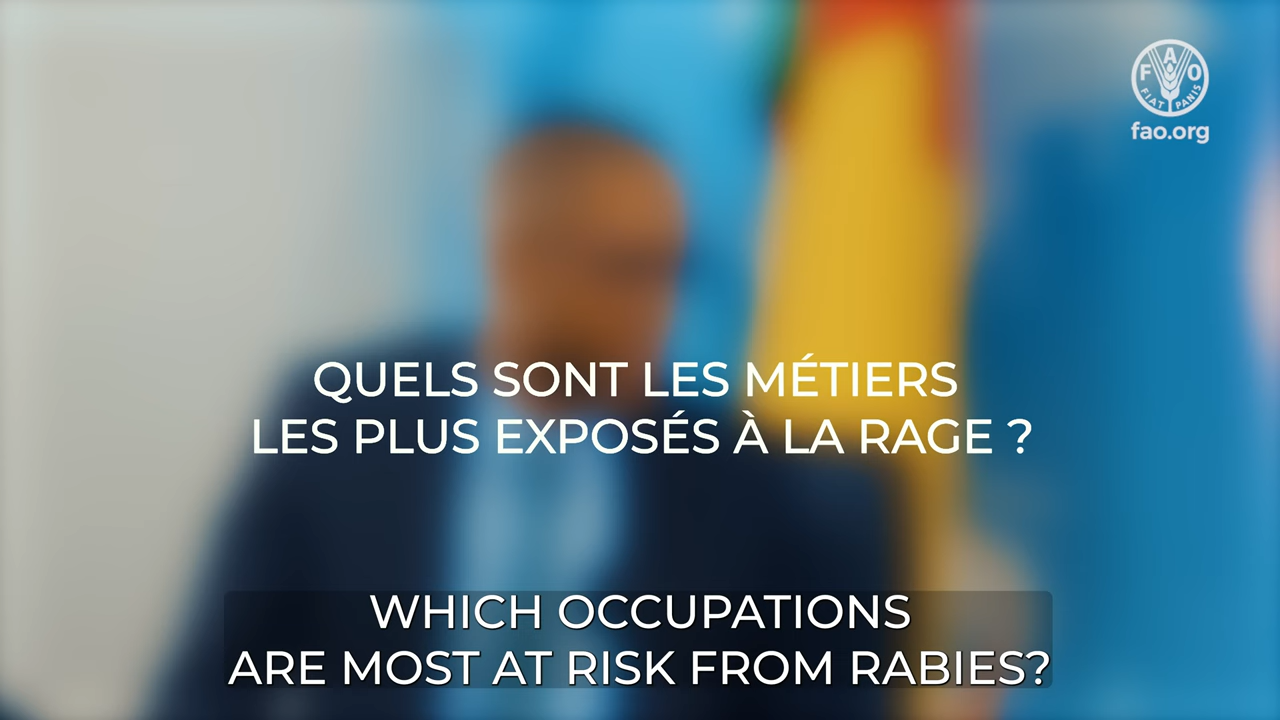 FAO
FIAT PANIS
fao.org
QUELS SONT LES MÉTIERS
LES PLUS EXPOSÉS À LA RAGE ?
WHICH OCCUPATIONS
ARE MOST AT RISK FROM RABIES?